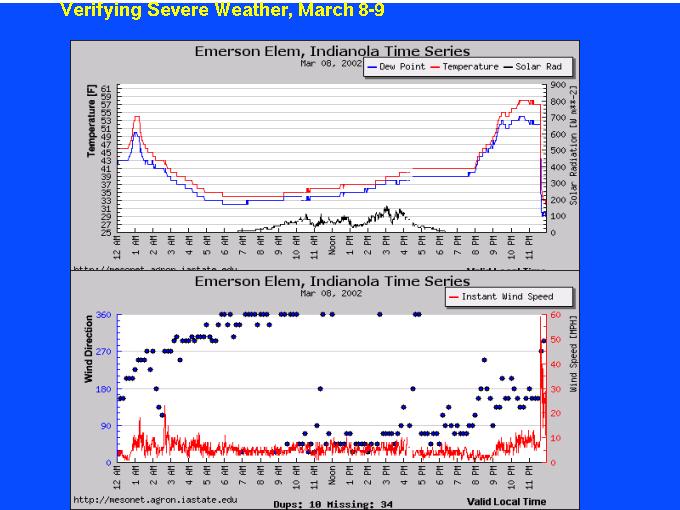 Verifying Severe Weather, March 8-9
Emerson Elem, Indianola Time Series
Mar 08, 2002
Dew Point Temperature Solar Rad
Temperature [F]
61
59
57
55
53
51
49
47
45
43
41
39
37
35
33
31
29
27
25
900
800
700
600
500
400
300
200
100
0
Solar Radiation [W m**-2]
12 AM
1 AM
2 AM
3 AM
4 AM
5 AM
6 AM
7 AM
8 AM
9 AM
10 AM
11 AM
Noon
1 PM
2 PM
3 PM
4 PM
5 PM
6 PM
7 PM
8 PM
9 PM
10 PM
11 PM
http://mesonet.agron.iastate.edu Valid Local Time
Emerson Elem, Indianola Time Series
Mar 08, 2002
Instant Wind Speed
Wind Direction
360
270
180
90
0
60
50
40
30
20
10
0
Wind Speed [MPH]
12 AM
1 AM
2 AM
3 AM
4 AM
5 AM
6 AM
7 AM
8 AM
9 AM
10 AM
11 AM
Noon
1 PM
2 PM
3 PM
4 PM
5 PM
6 PM
7 PM
8 PM
9 PM
10 PM
11 PM
http://mesonet.agron.iastate.edu
Dups: 10 Missing: 34
Valid Local Time